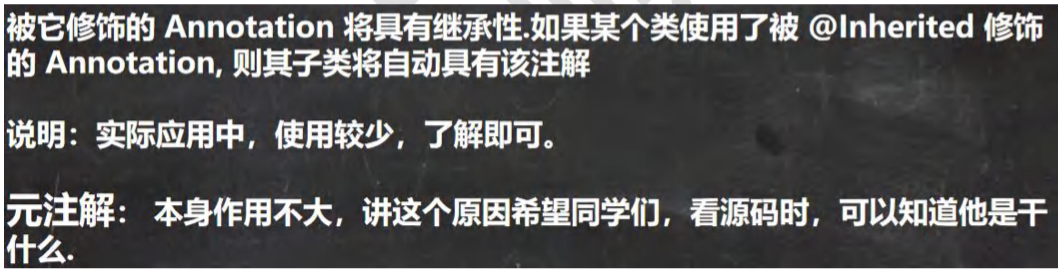 被它修饰的 Annotation 将具有继承性.如果某个类使用了被 @Inherited 修饰
的 Annotation, 则其子类将自动具有该注解
说明：实际应用中，使用较少，了解即可。
元注解： 本身作用不大，讲这个原因希望同学们，看源码时，可以知道他是干
什么.